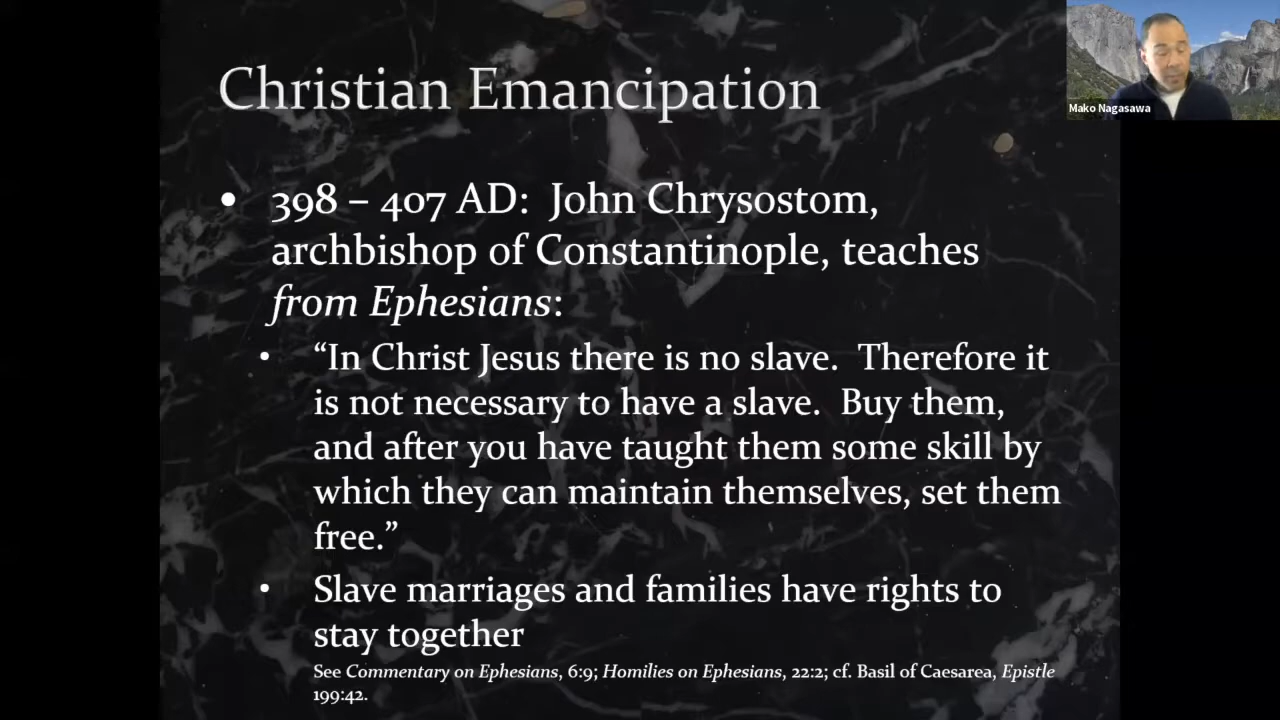 Christian Emancipation
Mako Nagasawa
• 398 – 407 AD: John Chrysostom,
archbishop of Constantinople, teaches
from Ephesians:
• “In Christ Jesus there is no slave. Therefore it
is not necessary to have a slave. Buy them,
and after you have taught them some skill by
which they can maintain themselves, set them
free.”
• Slave marriages and families have rights to
stay together
See Commentary on Ephesians, 6:9; Homilies on Ephesians, 22:2; cf. Basil of Caesarea, Epistle
199:42.